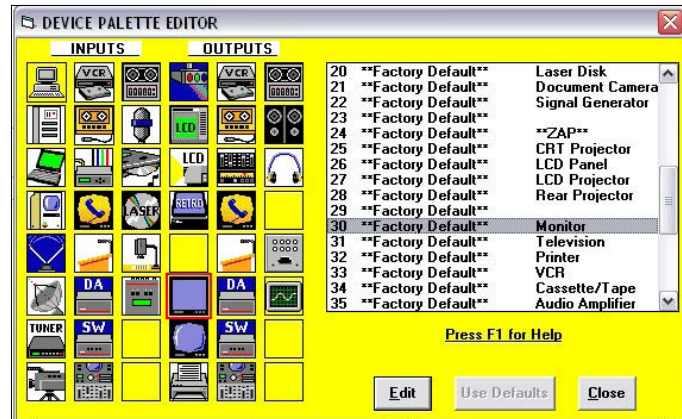 DEVICE PALETTE EDITOR
INPUTS OUTPUTS
VCR VCR
LCD
LCD
LASER RETRO
DA DA
TUNER SW SW
20 **Factory Default** Laser Disk
21 **Factory Default** Document Camera
22 **Factory Default** Signal Generator
23 **Factory Default**
24 **Factory Default** **ZAP**
25 **Factory Default** CRT Projector
26 **Factory Default** LCD Panel
27 **Factory Default** LCD Projector
28 **Factory Default** Rear Projector
29 **Factory Default**
30 **Factory Default** Monitor
31 **Factory Default** Television
32 **Factory Default** Printer
33 **Factory Default** VCR
34 **Factory Default** Cassette/Tape
35 **Factory Default** Audio Amplifier
Press F1 for Help
Edit Use Defaults Close